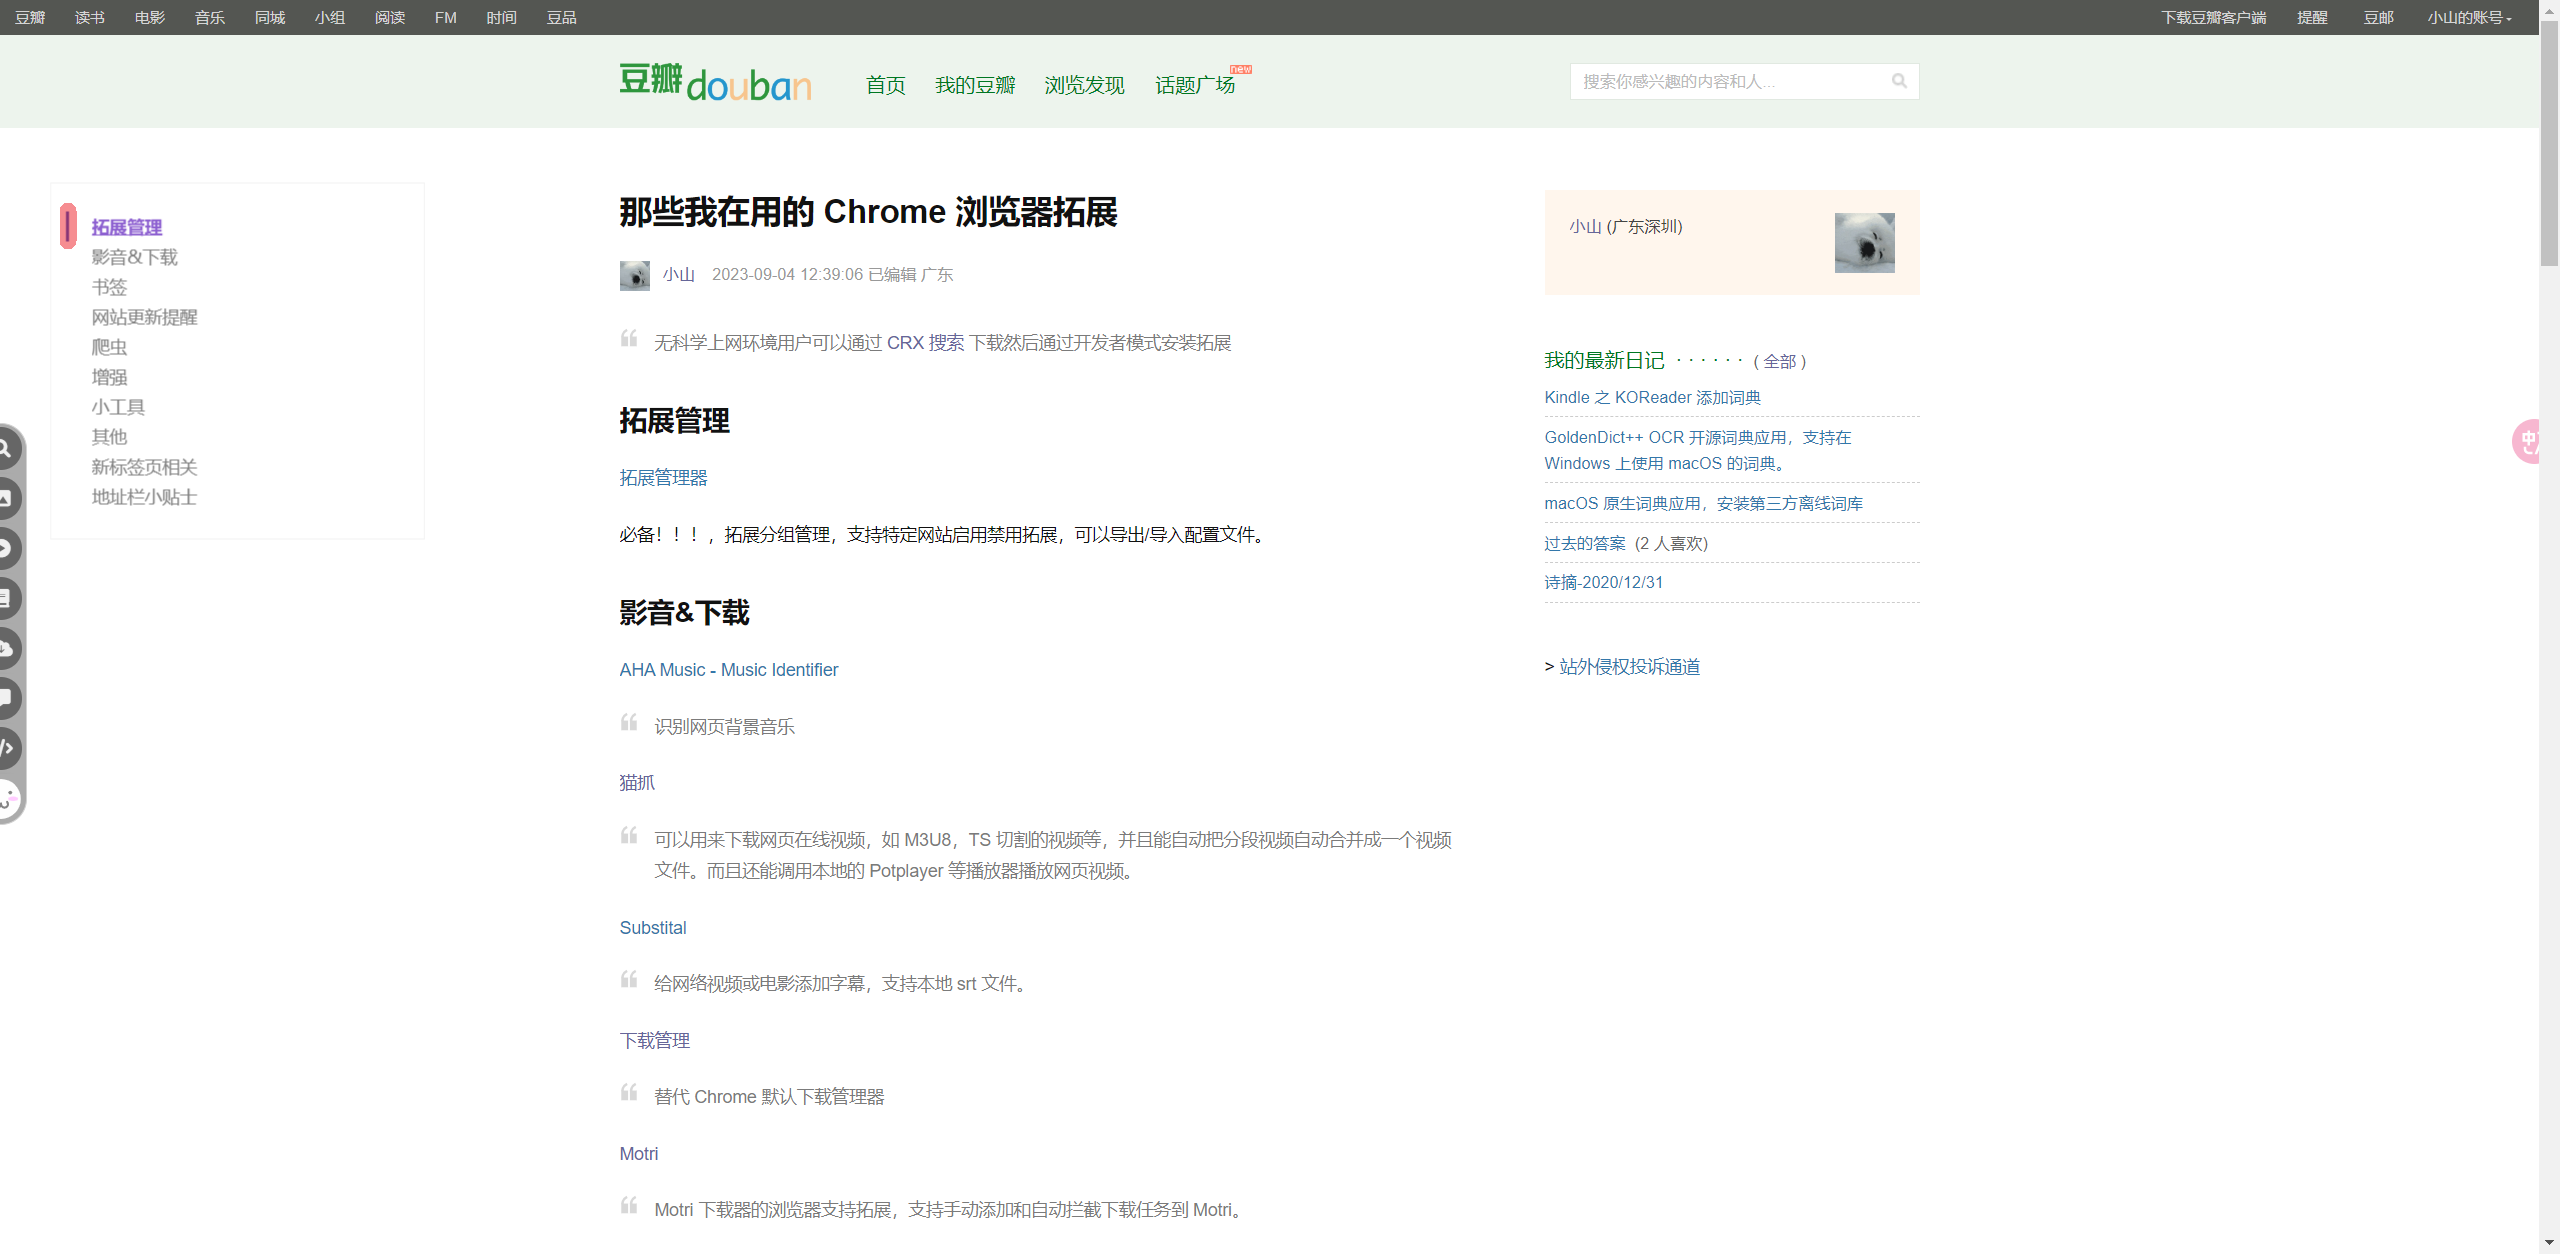 豆瓣 读书 电影 音乐 同城 小组 阅读 FM 时间 豆品 下载豆瓣客户端 提醒 豆邮 小山的账号
豆瓣 douban 首页 我的豆瓣 浏览发现 话题广场 new 搜索你感兴趣的内容和人...
拓展管理
影音&下载
书签
网站更新提醒
爬虫
增强
小工具
其他
新标签页相关
地址栏小贴士
那些我在用的 Chrome 浏览器拓展
小山 2023-09-04 12:39:06 已编辑 广东
无科学上网环境用户可以通过 CRX 搜索 下载然后通过开发者模式安装拓展
拓展管理
拓展管理器
必备！！！，拓展分组管理，支持特定网站启用禁用拓展，可以导出/导入配置文件。
影音&下载
AHA Music - Music Identifier
识别网页背景音乐
猫抓
可以用来下载网页在线视频，如 M3U8，TS 切割的视频等，并且能自动把分段视频自动合并成一个视频
文件。而且还能调用本地的 Potplayer 等播放器播放网页视频。
Substital
给网络视频或电影添加字幕，支持本地 srt 文件。
下载管理
替代 Chrome 默认下载管理器
Motri
Motri 下载器的浏览器支持拓展，支持手动添加和自动拦截下载任务到 Motri。
小山 (广东深圳)
我的最新日记 · · · · · · ( 全部 )
Kindle 之 KOReader 添加词典
GoldenDict++ OCR 开源词典应用，支持在
Windows 上使用 macOS 的词典。
macOS 原生词典应用，安装第三方离线词库
过去的答案 (2 人喜欢)
诗摘-2020/12/31
> 站外侵权投诉通道